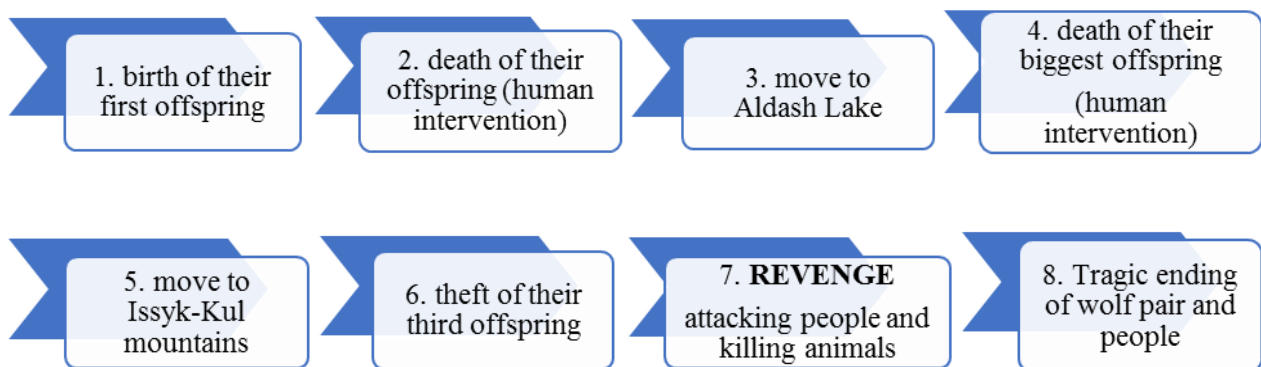 1. birth of their
first offspring
2. death of their
offspring (human
intervention)
3. move to
Aldash Lake
4. death of their
biggest offspring
(human
intervention)
5. move to
Issyk-Kul
mountains
6. theft of their
third offspring
7. REVENGE
attacking people and
killing animals
8. Tragic ending
of wolf pair and
people